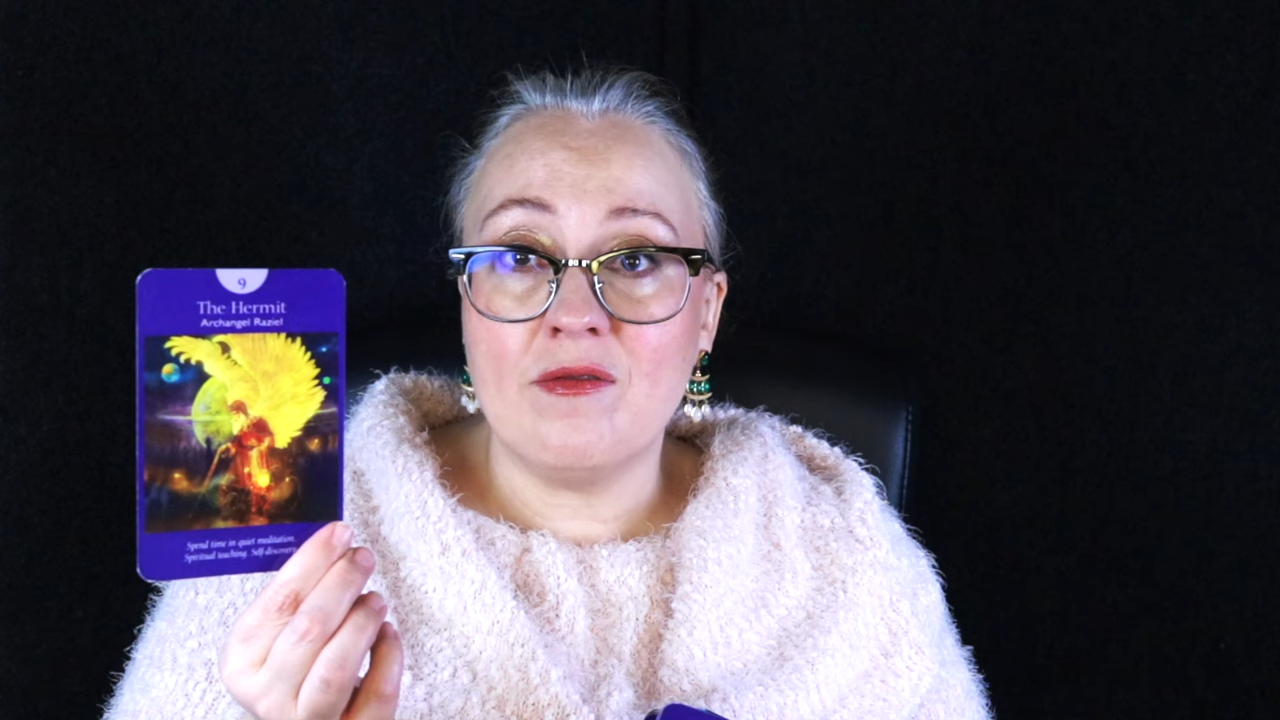 9
The Hermit
Archangel Raziel
Spend time in quiet meditation.
Spiritual teaching. Self-discovery.